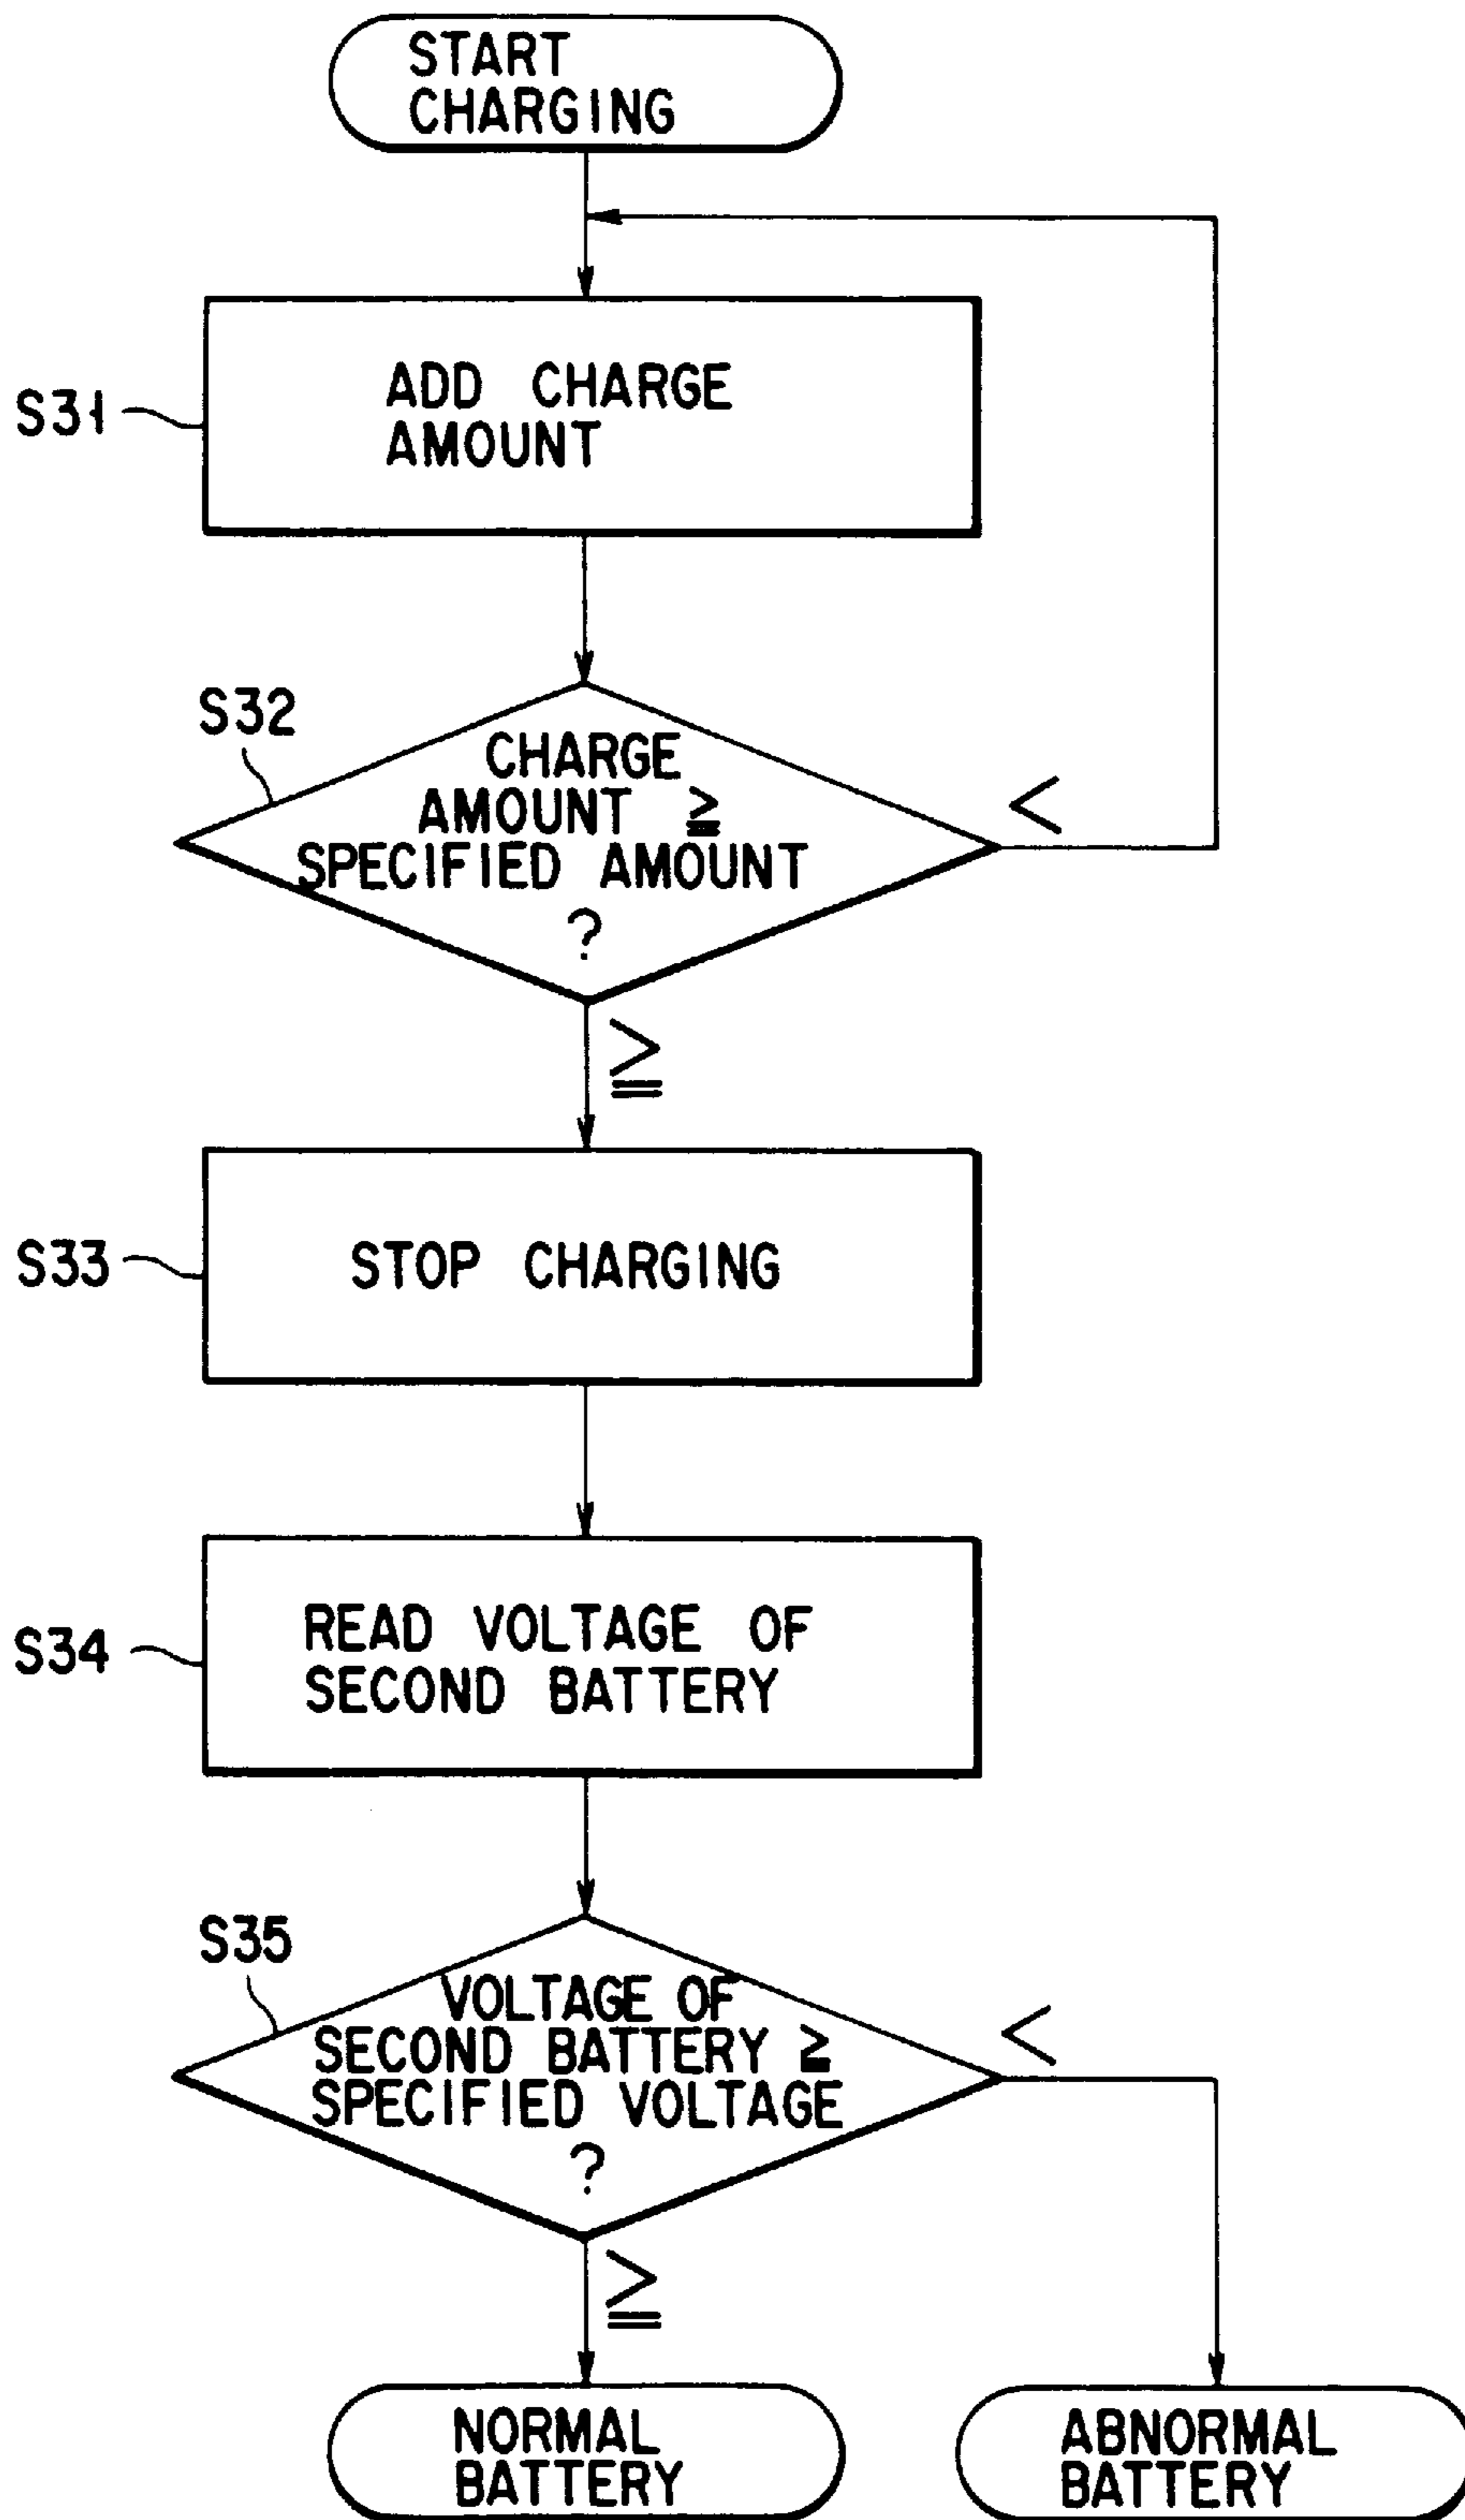 START
CHARGING
S31
ADD CHARGE
AMOUNT
S32
CHARGE
AMOUNT ≧
SPECIFIED AMOUNT
?
<
≧
S33
STOP CHARGING
S34
READ VOLTAGE OF
SECOND BATTERY
S35
VOLTAGE OF
SECOND BATTERY ≧
SPECIFIED VOLTAGE
?
<
≧
NORMAL
BATTERY
ABNORMAL
BATTERY